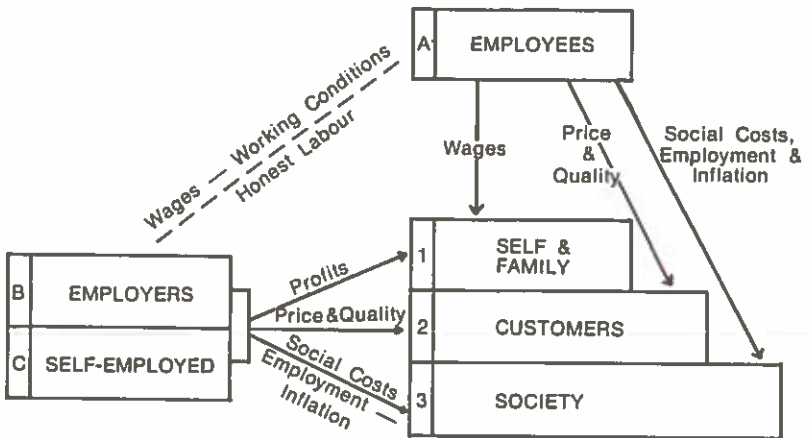 A EMPLOYEES
Wages — Working Conditions
Honest Labour
Wages
Price
&
Quality
Social Costs,
Employment &
Inflation
1 SELF &
FAMILY
B EMPLOYERS
C SELF-EMPLOYED
Profits
Price & Quality
Social Costs
Employment —
Inflation
2 CUSTOMERS
3 SOCIETY